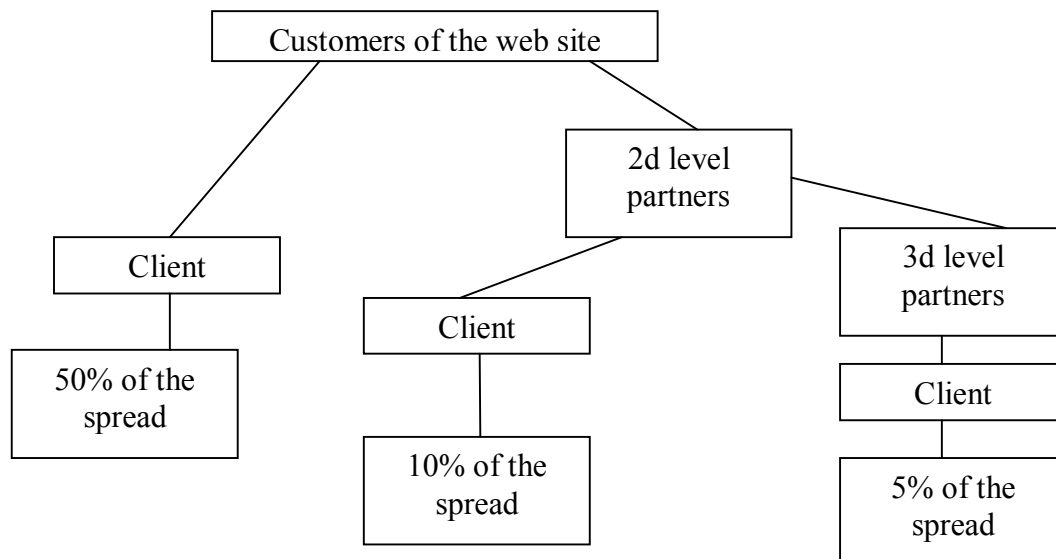 Customers of the web site
2d level
partners
Client
3d level
partners
Client
50% of the
spread
Client
10% of the
spread
5% of the
spread